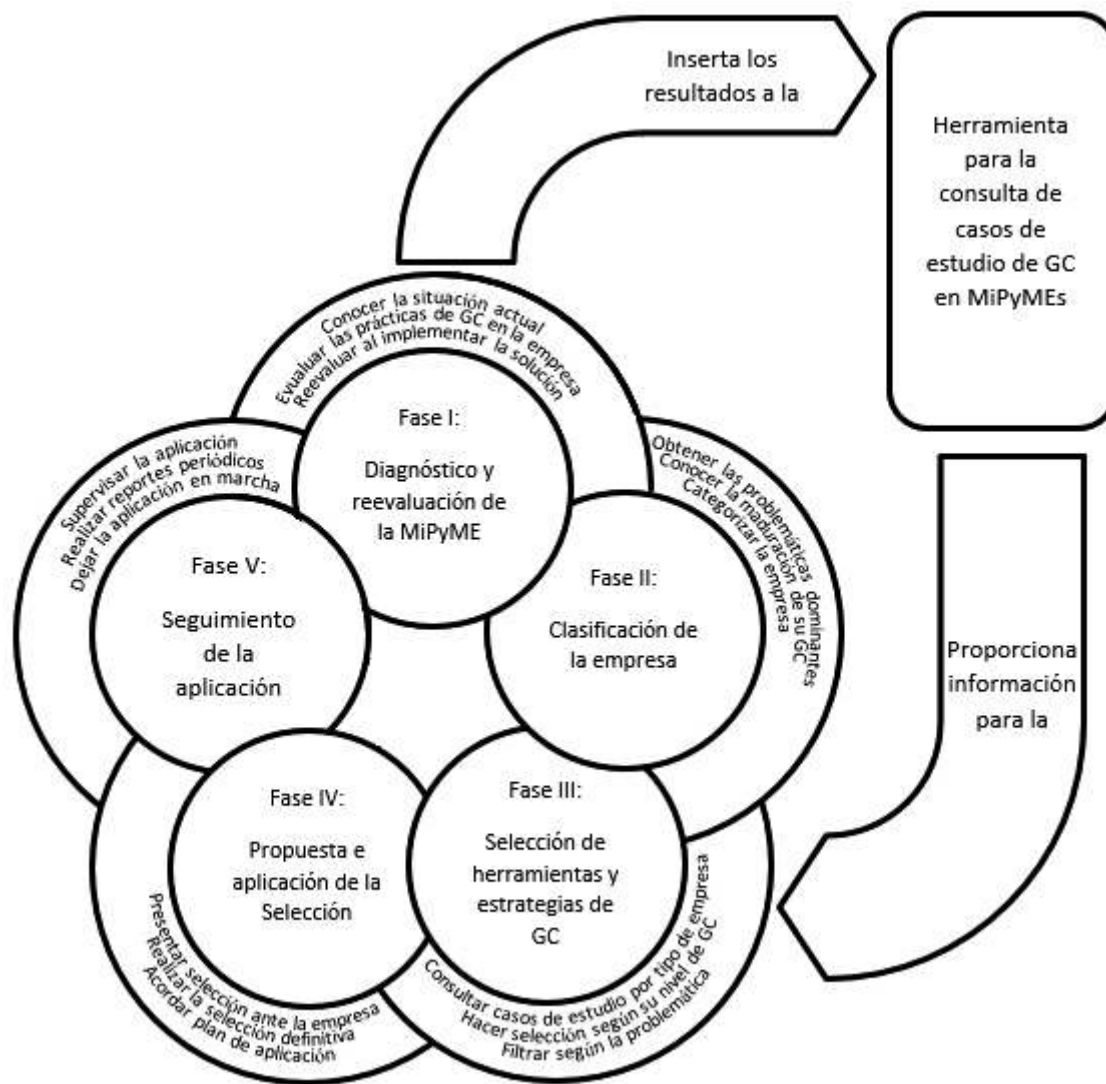 Inserta los
resultados a la
Herramienta
para la
consulta de
casos de
estudio de GC
en MiPyMEs
Proporciona
información
para la
Conocer la situación actual
Evualuar las prácticas de GC en la empresa
Reevaluar al implementar la solución
Fase I:
Diagnóstico y
reevaluación de
la MiPyME
Obtener las problemáticas dominantes
Conocer la maduración de su GC
Categorizar la empresa
Fase II:
Clasificación de
la empresa
Fase III:
Selección de
herramientas y
estrategias de
GC
Consultar casos de estudio por tipo de empresa
Hacer selección según su nivel de GC
Filtrar según la problemática
Fase IV:
Propuesta e
aplicación de la
Selección
Presentar selección ante la empresa
Realizar la selección definitiva
Acordar plan de aplicación
Supervisar la aplicación
Realizar reportes periódicos
Dejar la aplicación en marcha
Fase V:
Seguimiento
de la
aplicación